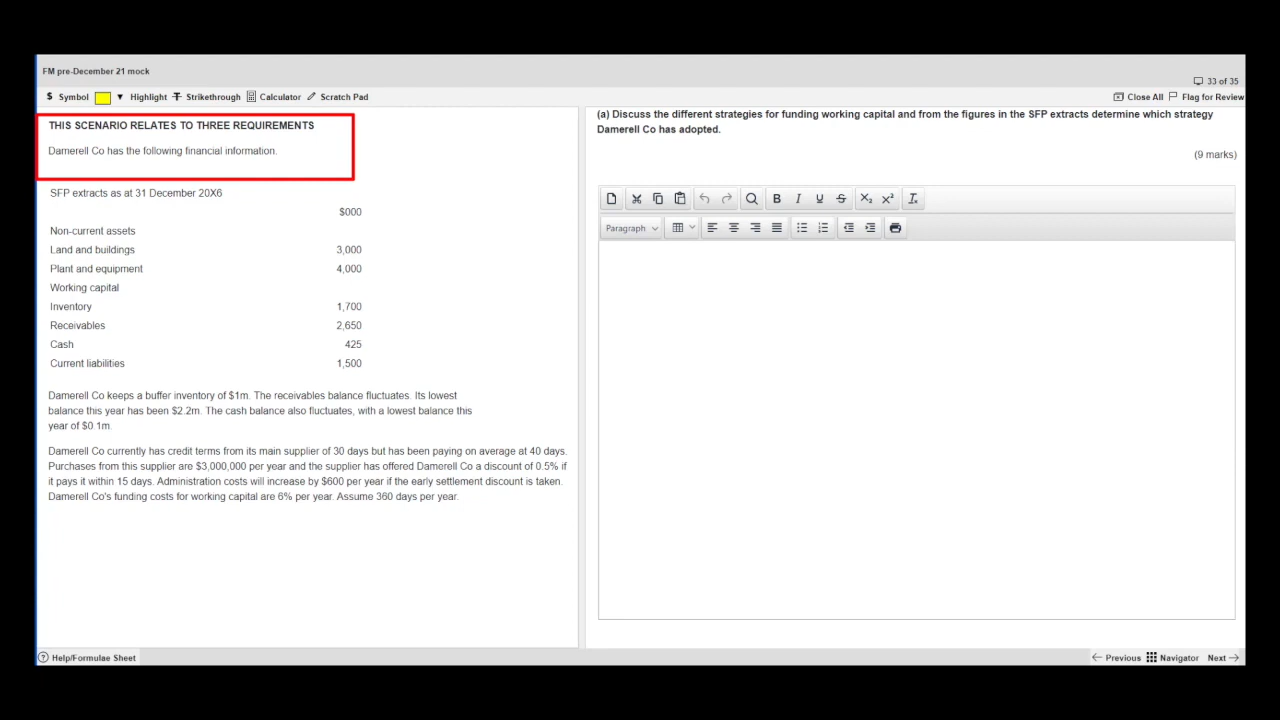 FM pre-December 21 mock
33 of 35
$ Symbol Highlight Strikethrough Calculator Scratch Pad
Close All Flag for Review
THIS SCENARIO RELATES TO THREE REQUIREMENTS
Damerell Co has the following financial information.
SFP extracts as at 31 December 20X6
$000
Non-current assets
Land and buildings 3,000
Plant and equipment 4,000
Working capital
Inventory 1,700
Receivables 2,650
Cash 425
Current liabilities 1,500
Damerell Co keeps a buffer inventory of $1m. The receivables balance fluctuates. Its lowest
balance this year has been $2.2m. The cash balance also fluctuates, with a lowest balance this
year of $0.1m.
Damerell Co currently has credit terms from its main supplier of 30 days but has been paying on average at 40 days.
Purchases from this supplier are $3,000,000 per year and the supplier has offered Damerell Co a discount of 0.5% if
it pays it within 15 days. Administration costs will increase by $600 per year if the early settlement discount is taken.
Damerell Co's funding costs for working capital are 6% per year. Assume 360 days per year.
(a) Discuss the different strategies for funding working capital and from the figures in the SFP extracts determine which strategy
Damerell Co has adopted.
(9 marks)
B I U S X₂ X² Ix
Paragraph
? Help/Formulae Sheet
Previous Navigator Next